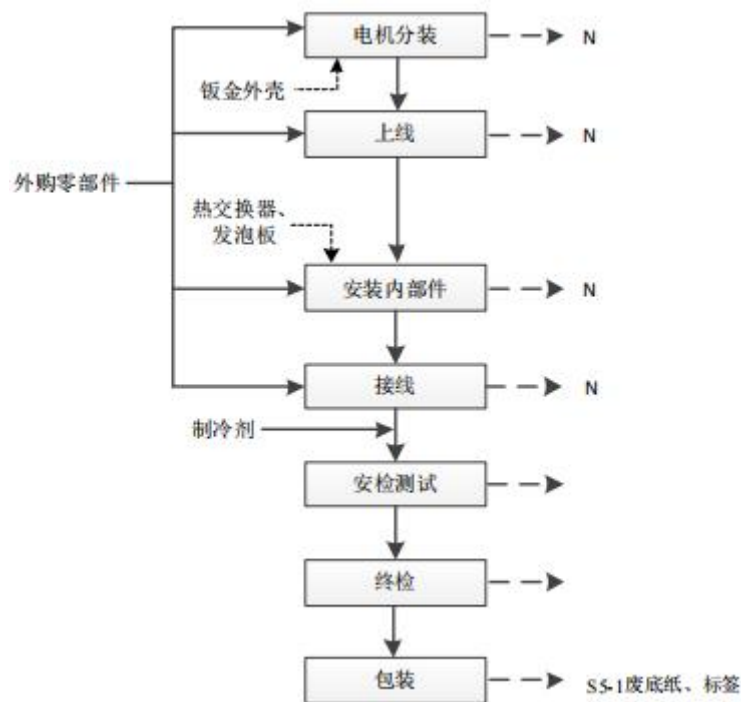 电机分装
N
钣金外壳
上线
N
外购零部件
热交换器、
发泡板
安装内部件
N
接线
N
制冷剂
安检测试
终检
包装
S5-1废底纸、标签